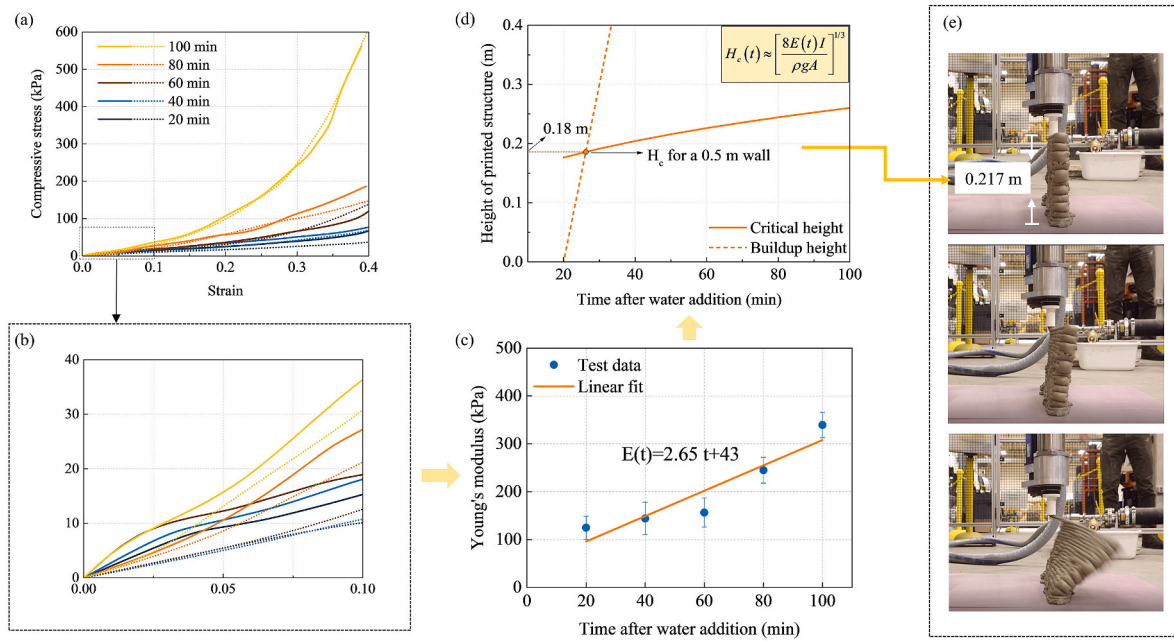 (a)
600
500
400
300
200
100
0
Compressive stress (kPa)
100 min
80 min
60 min
40 min
20 min
0.0 0.1 0.2 0.3 0.4
Strain
(b)
40
30
20
10
0
0.00 0.05 0.10
(c)
500
400
300
200
100
0
Young's modulus (kPa)
Test data
Linear fit
E(t)=2.65 t+43
0 20 40 60 80 100
Time after water addition (min)
(d)
0.4
0.3
0.2
0.1
0.0
Height of printed structure (m)
H_c(t)≈[8E(t)I/ρgA]^1/3
0.18 m
H_c for a 0.5 m wall
Critical height
Buildup height
20 40 60 80 100
Time after water addition (min)
(e)
0.217 m